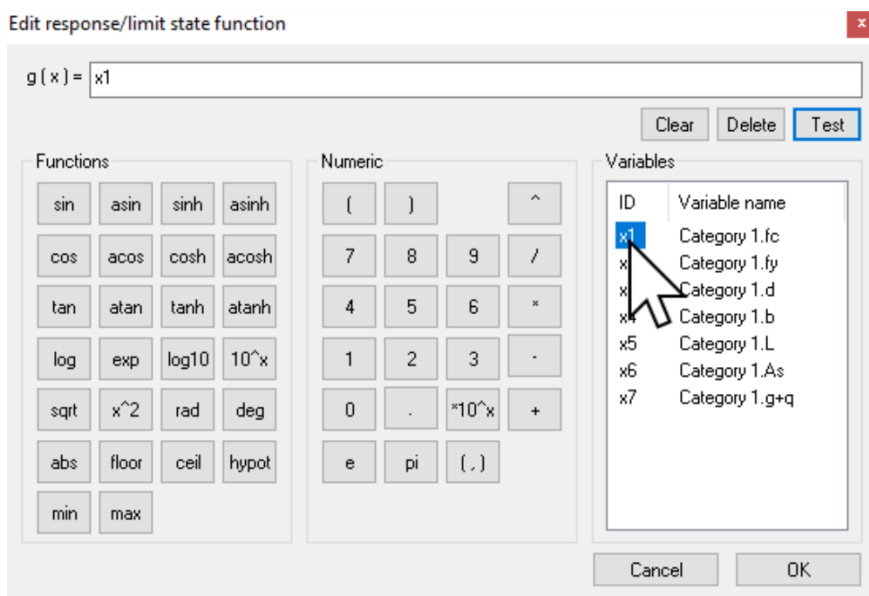 Edit response/limit state function
x
g ( x ) = x1
Clear Delete Test
Functions Numeric Variables
sin asin sinh asinh ( ) ^ ID Variable name
cos acos cosh acosh 7 8 9 / x1 Category 1.fc
x Category 1.fy
tan atan tanh atanh 4 5 6 * x Category 1.d
x4 Category 1.b
log exp log10 10^x 1 2 3 - x5 Category 1.L
x6 Category 1.As
sqrt x^2 rad deg 0 . *10^x + x7 Category 1.g+q
abs floor ceil hypot e pi ( , )
min max
Cancel OK